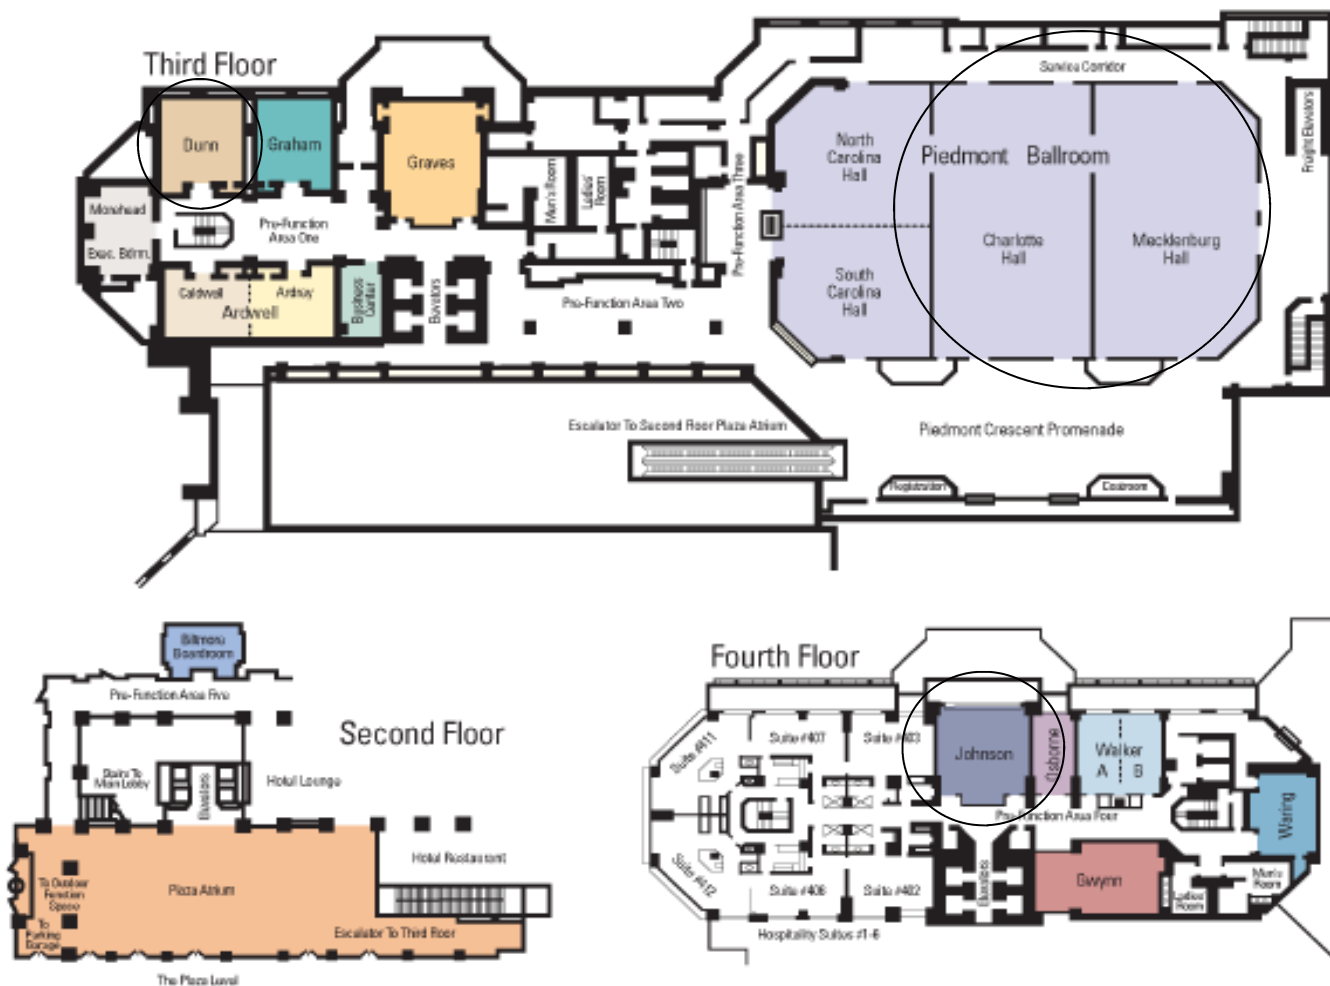 Third Floor
Service Corridor
Dunn
Graham
Graves
Men's Room
Ladies' Room
Pre-Function Area Three
North Carolina Hall
Piedmont Ballroom
Freight Elevators
Morehead
Exec. Bdrm.
Pre-Function Area One
Charlotte Hall
Mecklenburg Hall
South Carolina Hall
Caldwell
Ardrey
Ardwell
Business Center
Elevators
Pre-Function Area Two
Escalator To Second Floor Plaza Atrium
Piedmont Crescent Promenade
Registration
Coatroom
Biltmore Boardroom
Pre-Function Area Five
Second Floor
Stairs To Main Lobby
Elevators
Hotel Lounge
Hotel Restaurant
To Outdoor Function Space
Plaza Atrium
To Parking Garage
Escalator To Third Floor
The Plaza Level
Fourth Floor
Suite #411
Suite #407
Suite #403
Johnson
Osborne
Walker
A B
Pre-Function Area Four
Waring
Suite #412
Suite #406
Suite #402
Elevators
Gwynn
Ladies' Room
Men's Room
Hospitality Suites #1-6